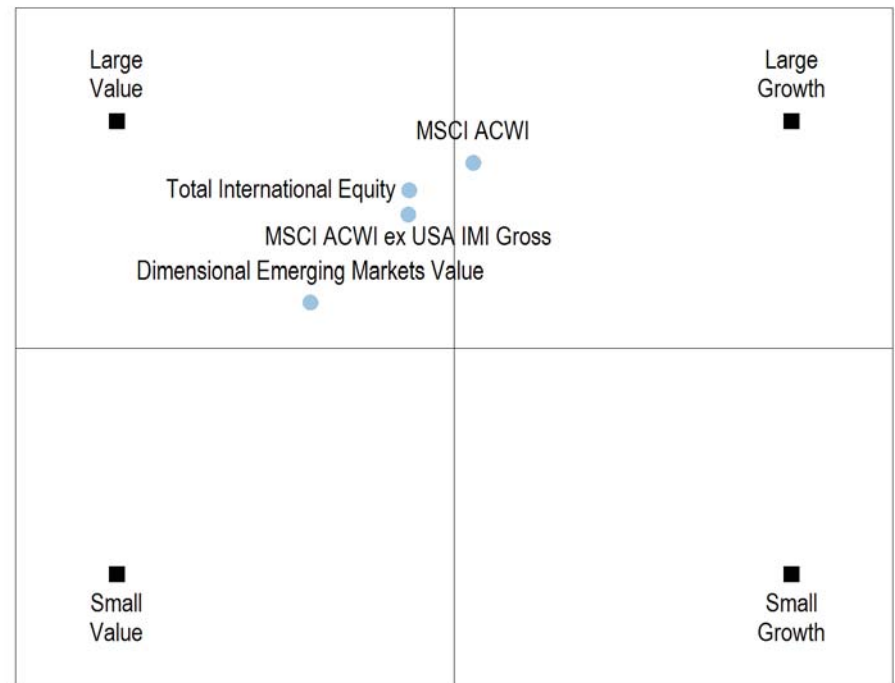 Large
Value
Large
Growth
MSCI ACWI
Total International Equity
MSCI ACWI ex USA IMI Gross
Dimensional Emerging Markets Value
Small
Value
Small
Growth